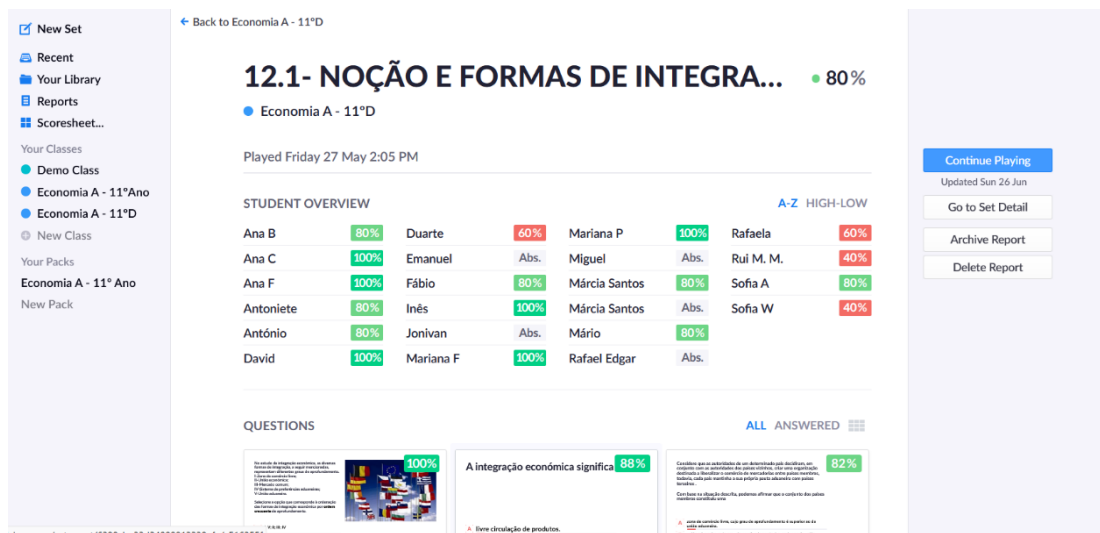 New Set
Recent
Your Library
Reports
Scoresheet...
Your Classes
Demo Class
Economia A - 11ºAno
Economia A - 11ºD
New Class
Your Packs
Economia A - 11º Ano
New Pack
Back to Economia A - 11ºD
12.1- NOÇÃO E FORMAS DE INTEGRA... 80%
Economia A - 11ºD
Played Friday 27 May 2:05 PM
STUDENT OVERVIEW A-Z HIGH-LOW
Ana B 80% Duarte 60% Mariana P 100% Rafaela 60%
Ana C 100% Emanuel Abs. Miguel Abs. Rui M. M. 40%
Ana F 100% Fábio 80% Márcia Santos 80% Sofia A 80%
Antoniete 80% Inês 100% Márcia Santos Abs. Sofia W 40%
António 80% Jonivan Abs. Mário 80%
David 100% Mariana F 100% Rafael Edgar Abs.
QUESTIONS ALL ANSWERED
100%
A integração económica significa 88%
A livre circulação de produtos.
82%
Continue Playing
Updated Sun 26 Jun
Go to Set Detail
Archive Report
Delete Report